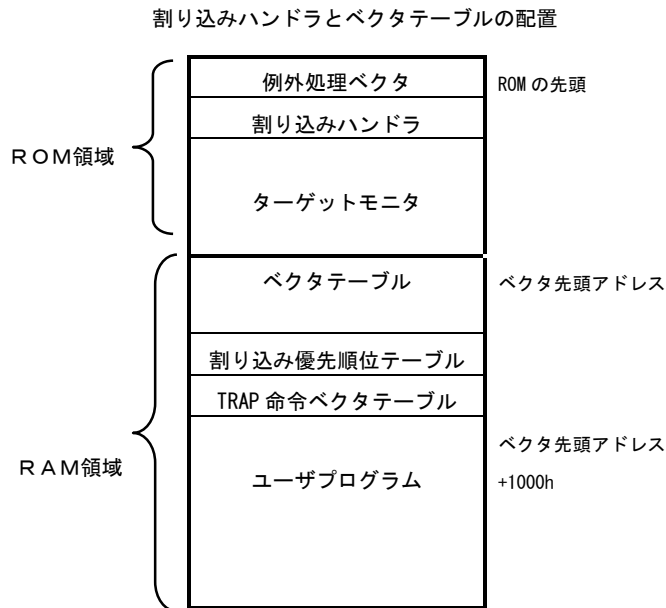 割り込みハンドラとベクタテーブルの配置
例外処理ベクタ
ROM の先頭
割り込みハンドラ
ROM領域
ターゲットモニタ
ベクタテーブル
ベクタ先頭アドレス
割り込み優先順位テーブル
TRAP 命令ベクタテーブル
ベクタ先頭アドレス
+1000h
RAM領域
ユーザプログラム